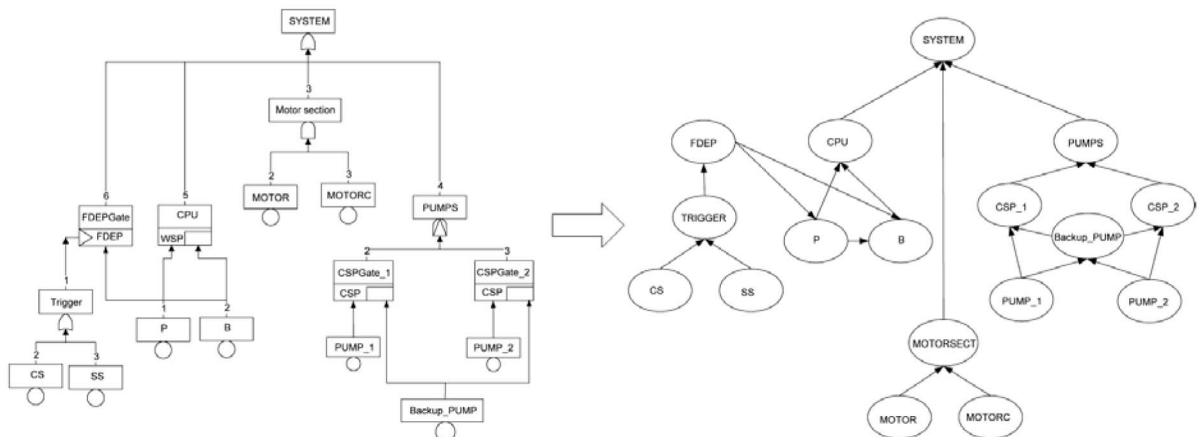 SYSTEM
3
Motor section
2
3
MOTOR
MOTORC
6
5
4
FDEPGate
FDEP
CPU
WSP
PUMPS
1
Trigger
1
2
P
B
2
3
CS
SS
2
3
CSPGate_1
CSP
CSPGate_2
CSP
PUMP_1
PUMP_2
Backup_PUMP
SYSTEM
FDEP
CPU
PUMPS
TRIGGER
P
B
CS
SS
CSP_1
CSP_2
Backup_PUMP
PUMP_1
PUMP_2
MOTORSECT
MOTOR
MOTORC